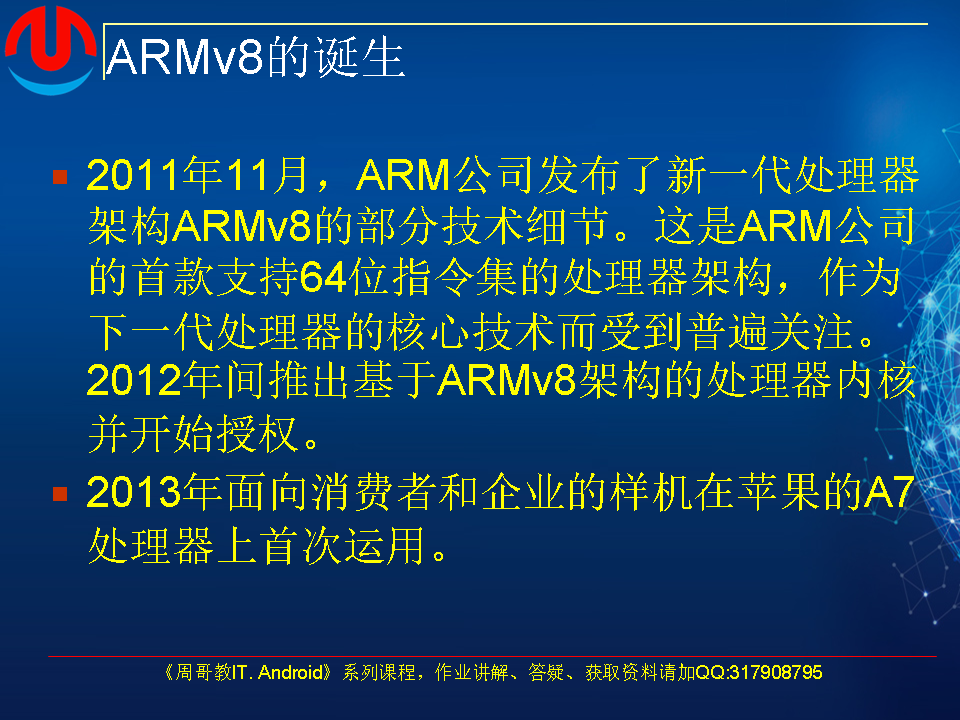 ARMv8的诞生
2011年11月，ARM公司发布了新一代处理器
架构ARMv8的部分技术细节。这是ARM公司
的首款支持64位指令集的处理器架构，作为
下一代处理器的核心技术而受到普遍关注。
2012年间推出基于ARMv8架构的处理器内核
并开始授权。
2013年面向消费者和企业的样机在苹果的A7
处理器上首次运用。
《周哥教IT. Android》系列课程，作业讲解、答疑、获取资料请加QQ:317908795